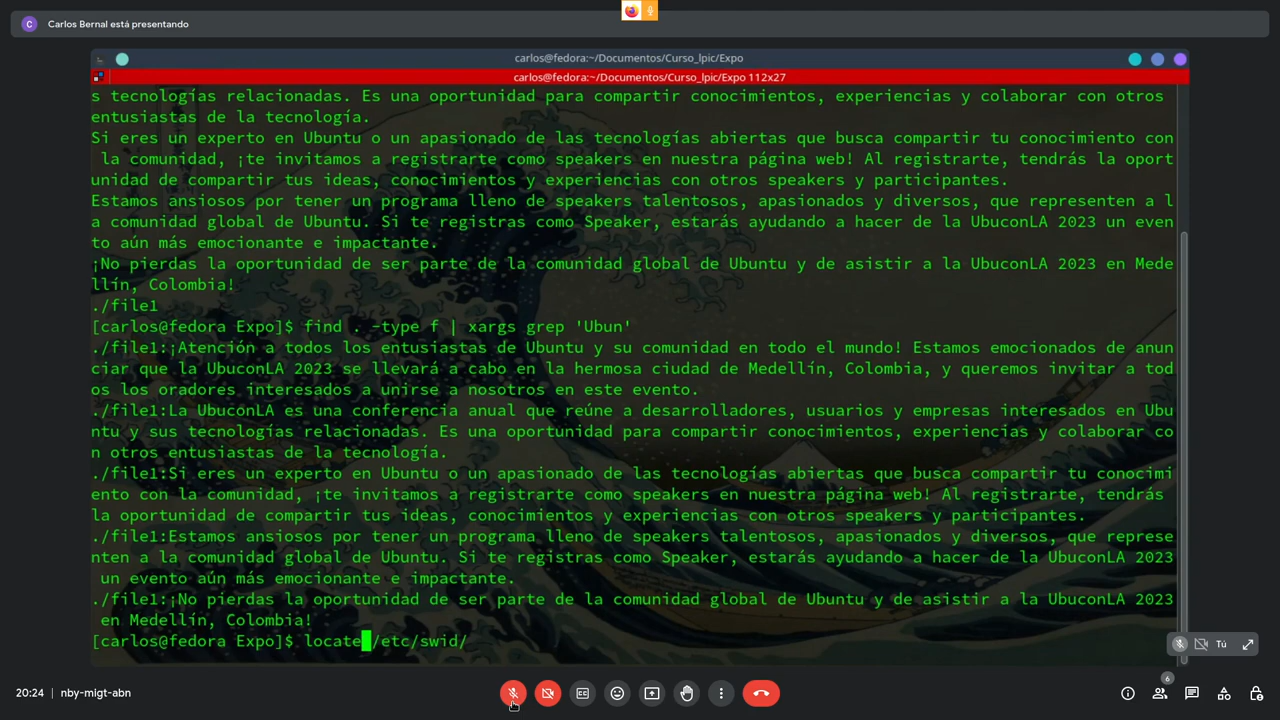 C Carlos Bernal está presentando
carlos@fedora:~/Documentos/Curso_lpic/Expo
carlos@fedora:~/Documentos/Curso_lpic/Expo 112x27
s tecnologías relacionadas. Es una oportunidad para compartir conocimientos, experiencias y colaborar con otros
entusiastas de la tecnología.
Si eres un experto en Ubuntu o un apasionado de las tecnologías abiertas que busca compartir tu conocimiento con
la comunidad, ¡te invitamos a registrarte como speakers en nuestra página web! Al registrarte, tendrás la oport
unidad de compartir tus ideas, conocimientos y experiencias con otros speakers y participantes.
Estamos ansiosos por tener un programa lleno de speakers talentosos, apasionados y diversos, que representen a l
a comunidad global de Ubuntu. Si te registras como Speaker, estarás ayudando a hacer de la UbuconLA 2023 un even
to aún más emocionante e impactante.
¡No pierdas la oportunidad de ser parte de la comunidad global de Ubuntu y de asistir a la UbuconLA 2023 en Mede
llín, Colombia!
./file1
[carlos@fedora Expo]$ find . -type f | xargs grep 'Ubun'
./file1:¡Atención a todos los entusiastas de Ubuntu y su comunidad en todo el mundo! Estamos emocionados de anun
ciar que la UbuconLA 2023 se llevará a cabo en la hermosa ciudad de Medellín, Colombia, y queremos invitar a tod
os los oradores interesados a unirse a nosotros en este evento.
./file1:La UbuconLA es una conferencia anual que reúne a desarrolladores, usuarios y empresas interesados en Ubu
ntu y sus tecnologías relacionadas. Es una oportunidad para compartir conocimientos, experiencias y colaborar co
n otros entusiastas de la tecnología.
./file1:Si eres un experto en Ubuntu o un apasionado de las tecnologías abiertas que busca compartir tu conocimi
ento con la comunidad, ¡te invitamos a registrarte como speakers en nuestra página web! Al registrarte, tendrás
la oportunidad de compartir tus ideas, conocimientos y experiencias con otros speakers y participantes.
./file1:Estamos ansiosos por tener un programa lleno de speakers talentosos, apasionados y diversos, que represe
nten a la comunidad global de Ubuntu. Si te registras como Speaker, estarás ayudando a hacer de la UbuconLA 2023
un evento aún más emocionante e impactante.
./file1:¡No pierdas la oportunidad de ser parte de la comunidad global de Ubuntu y de asistir a la UbuconLA 2023
en Medellín, Colombia!
[carlos@fedora Expo]$ locate /etc/swid/
Tú
6
20:24 | nby-migt-abn